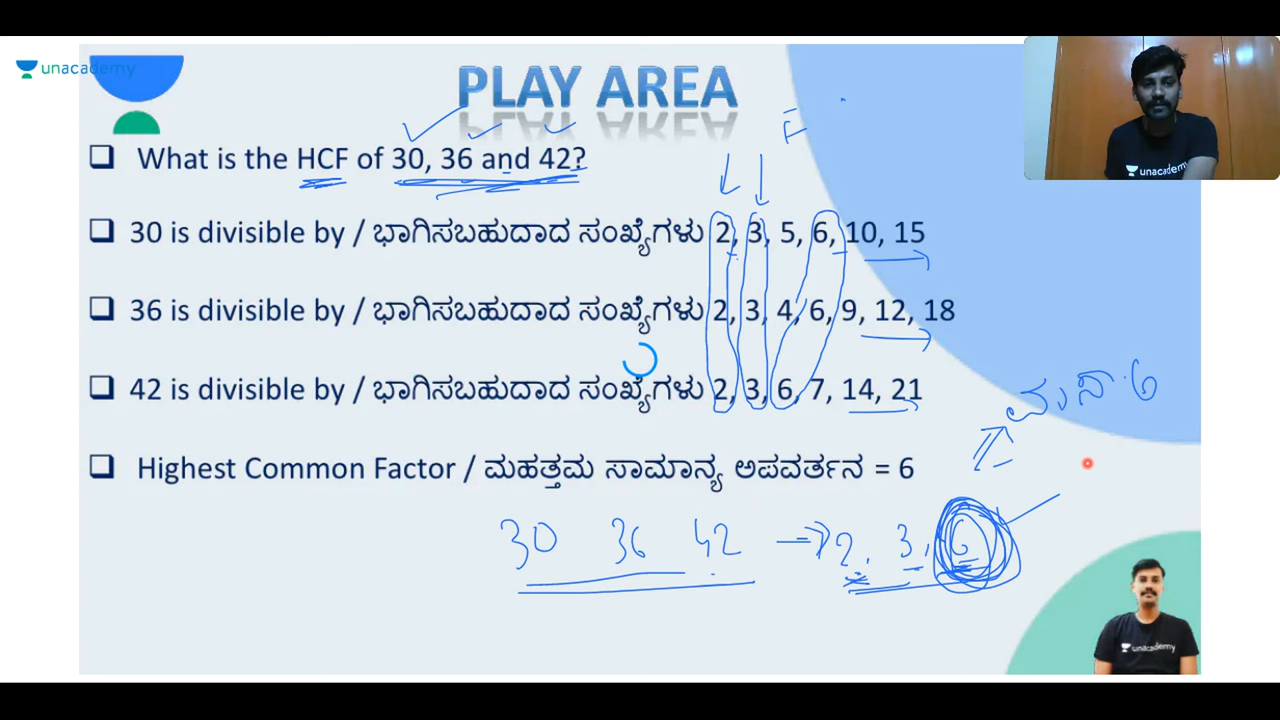 unacademy
PLAY AREA
What is the HCF of 30, 36 and 42?
30 is divisible by / ಭಾಗಿಸಬಹುದಾದ ಸಂಖ್ಯೆಗಳು 2, 3, 5, 6, 10, 15
36 is divisible by / ಭಾಗಿಸಬಹುದಾದ ಸಂಖ್ಯೆಗಳು 2, 3, 4, 6, 9, 12, 18
42 is divisible by / ಭಾಗಿಸಬಹುದಾದ ಸಂಖ್ಯೆಗಳು 2, 3, 6, 7, 14, 21
Highest Common Factor / ಮಹತ್ತಮ ಸಾಮಾನ್ಯ ಅಪವರ್ತನ = 6
30 36 42 → 2, 3, 6
unacademy
unacademy